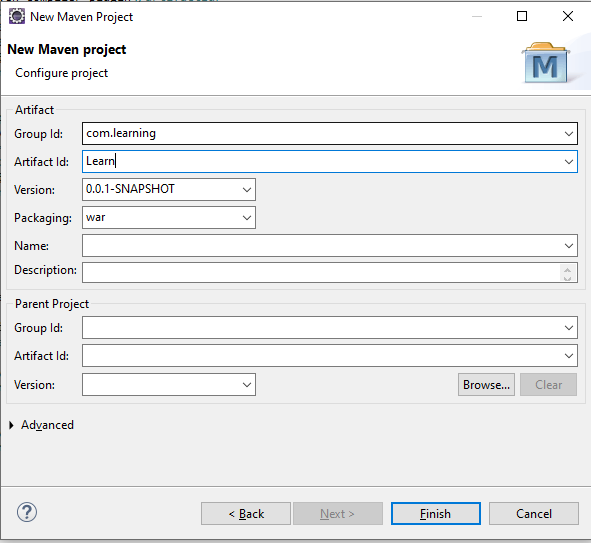 New Maven Project
New Maven project
Configure project
M
Artifact
Group Id: com.learning
Artifact Id: Learn
Version: 0.0.1-SNAPSHOT
Packaging: war
Name:
Description:
Parent Project
Group Id:
Artifact Id:
Version: Browse... Clear
Advanced
? < Back Next > Finish Cancel